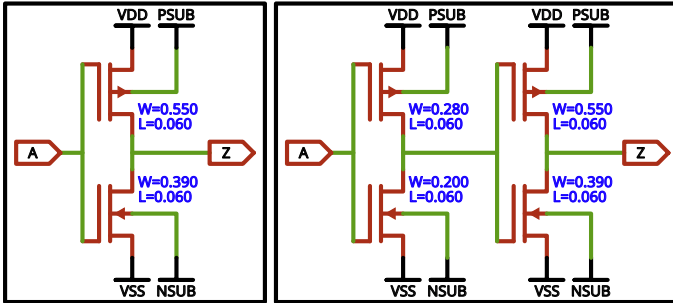 VDD PSUB
W=0.550
L=0.060
A Z
W=0.390
L=0.060
VSS NSUB
VDD PSUB VDD PSUB
W=0.280 W=0.550
L=0.060 L=0.060
A Z
W=0.200 W=0.390
L=0.060 L=0.060
VSS NSUB VSS NSUB